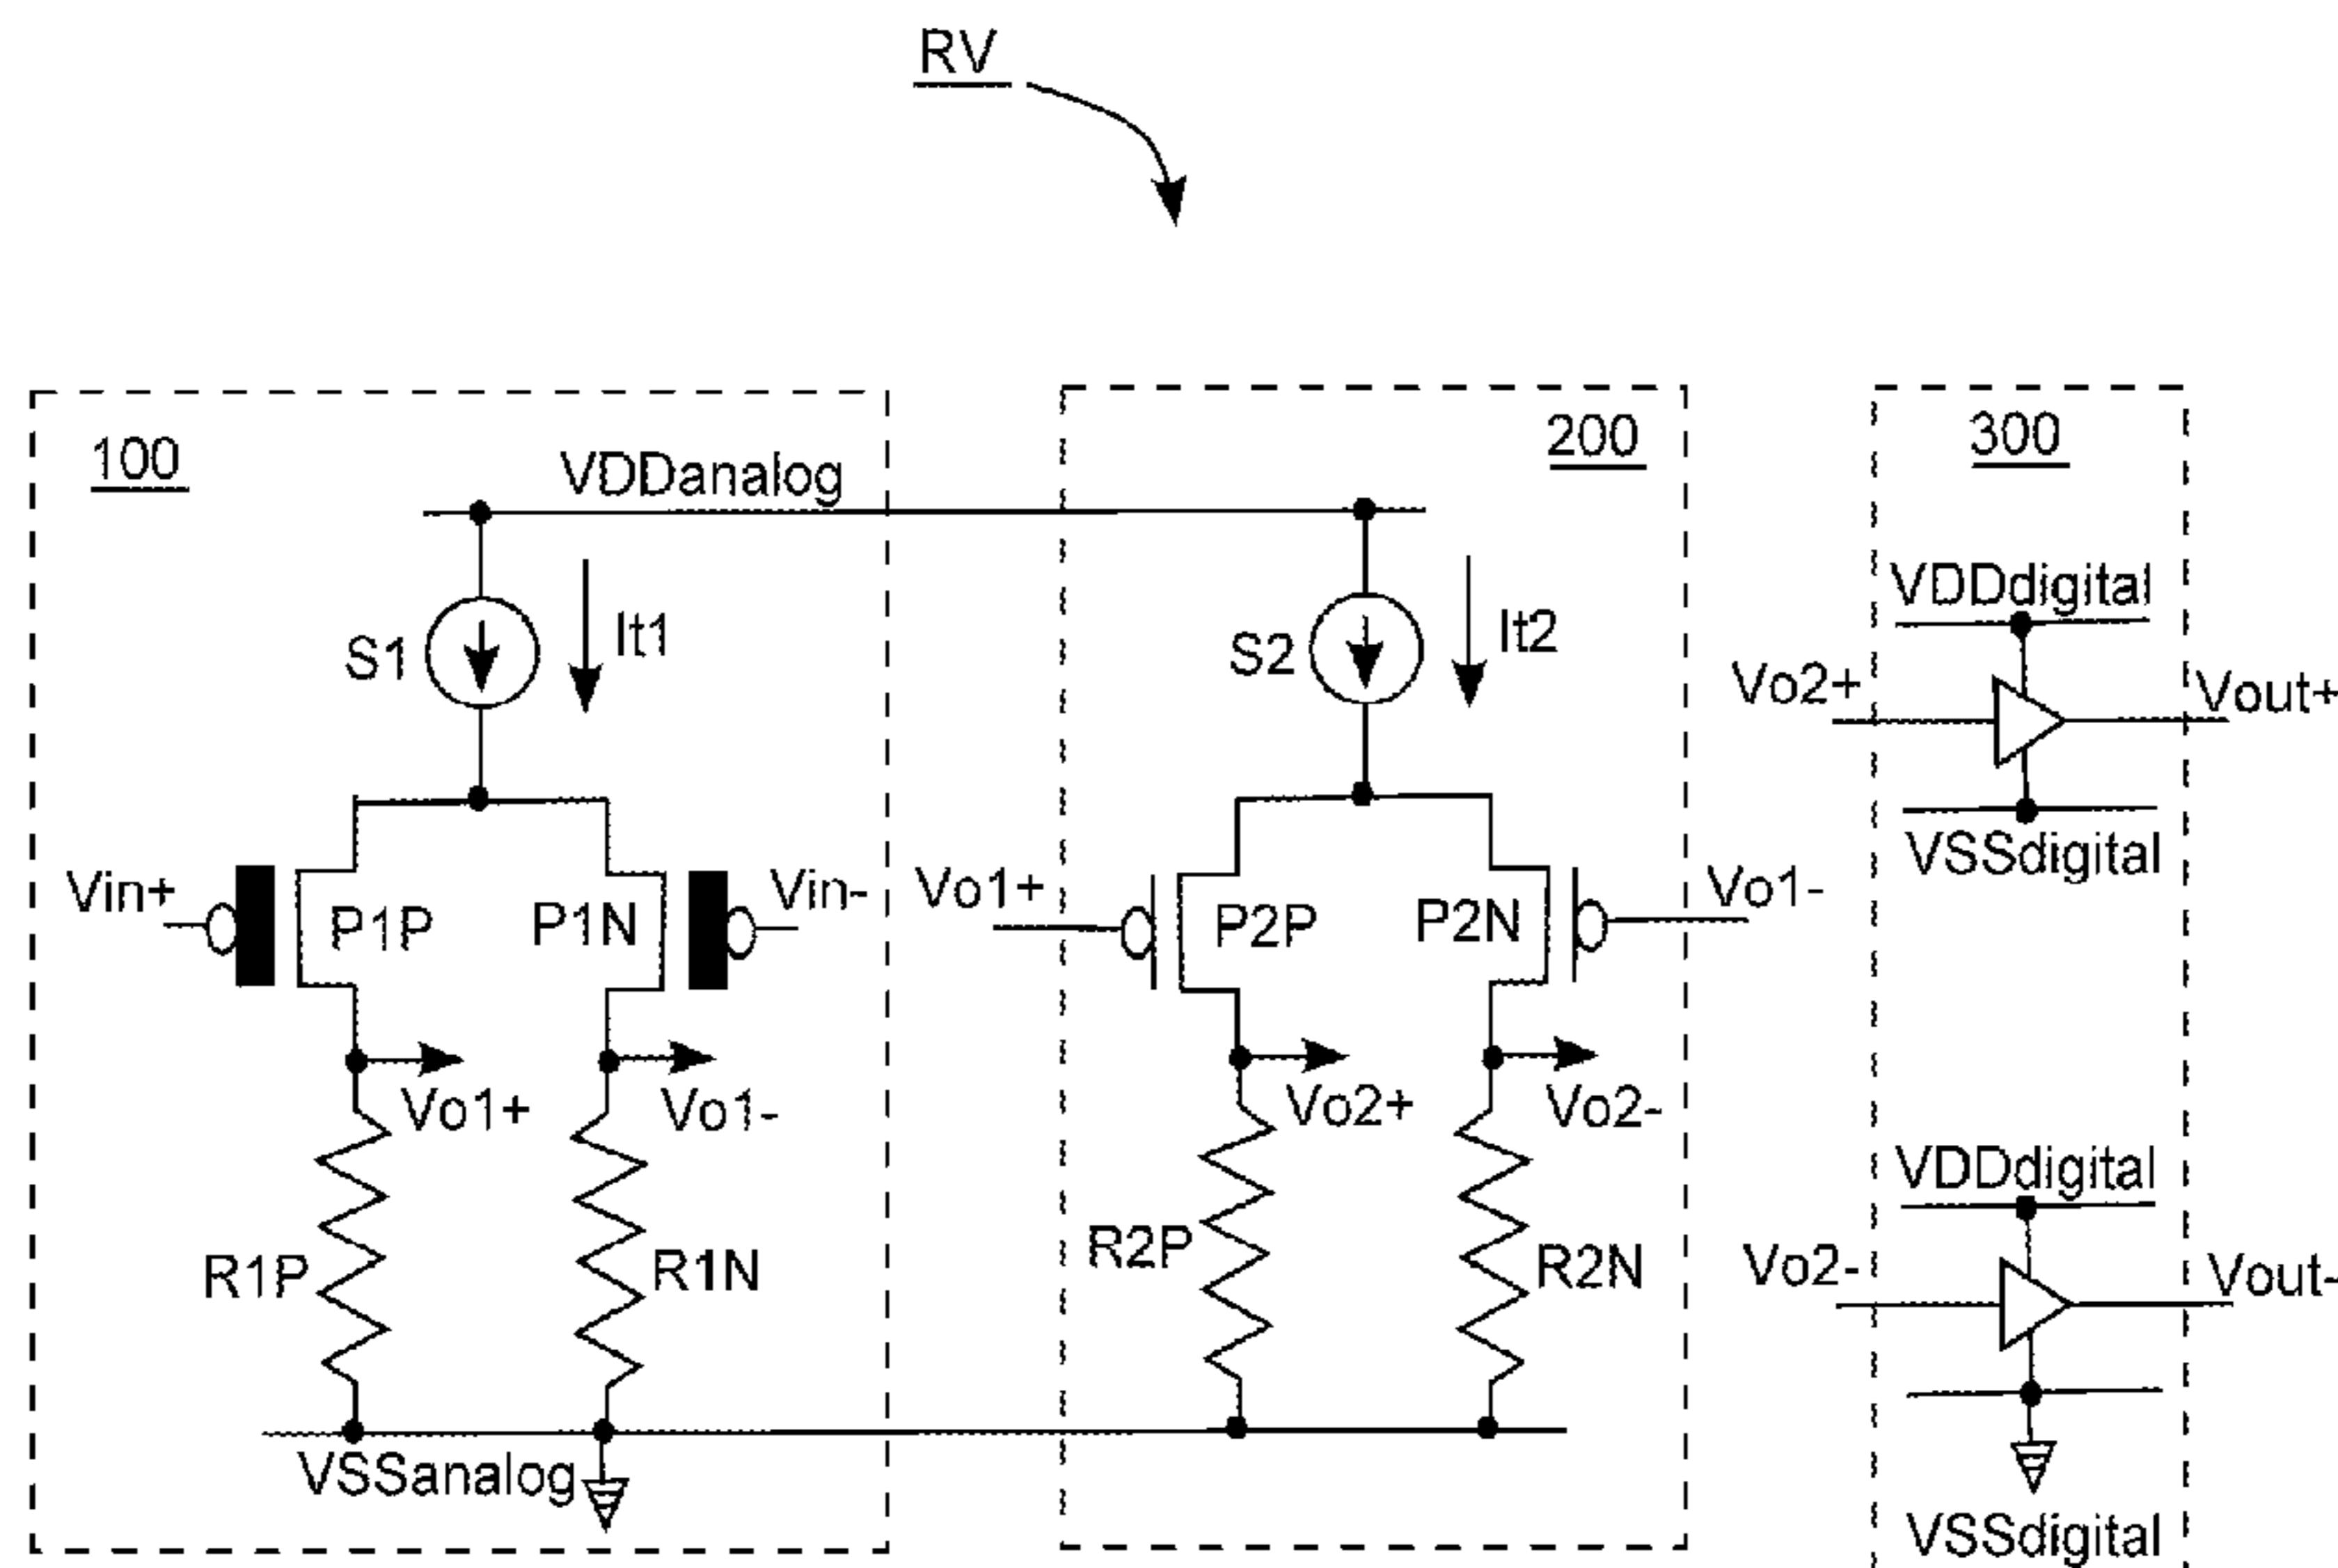 RV
100
200
300
VDDanalog
VDDdigital
S1
It1
S2
It2
Vo2+
Vout+
VSSdigital
Vin+
P1P
P1N
Vin-
Vo1+
P2P
P2N
Vo1-
Vo1+
Vo1-
Vo2+
Vo2-
VDDdigital
R1P
R1N
R2P
R2N
Vo2-
Vout-
VSSanalog
VSSdigital